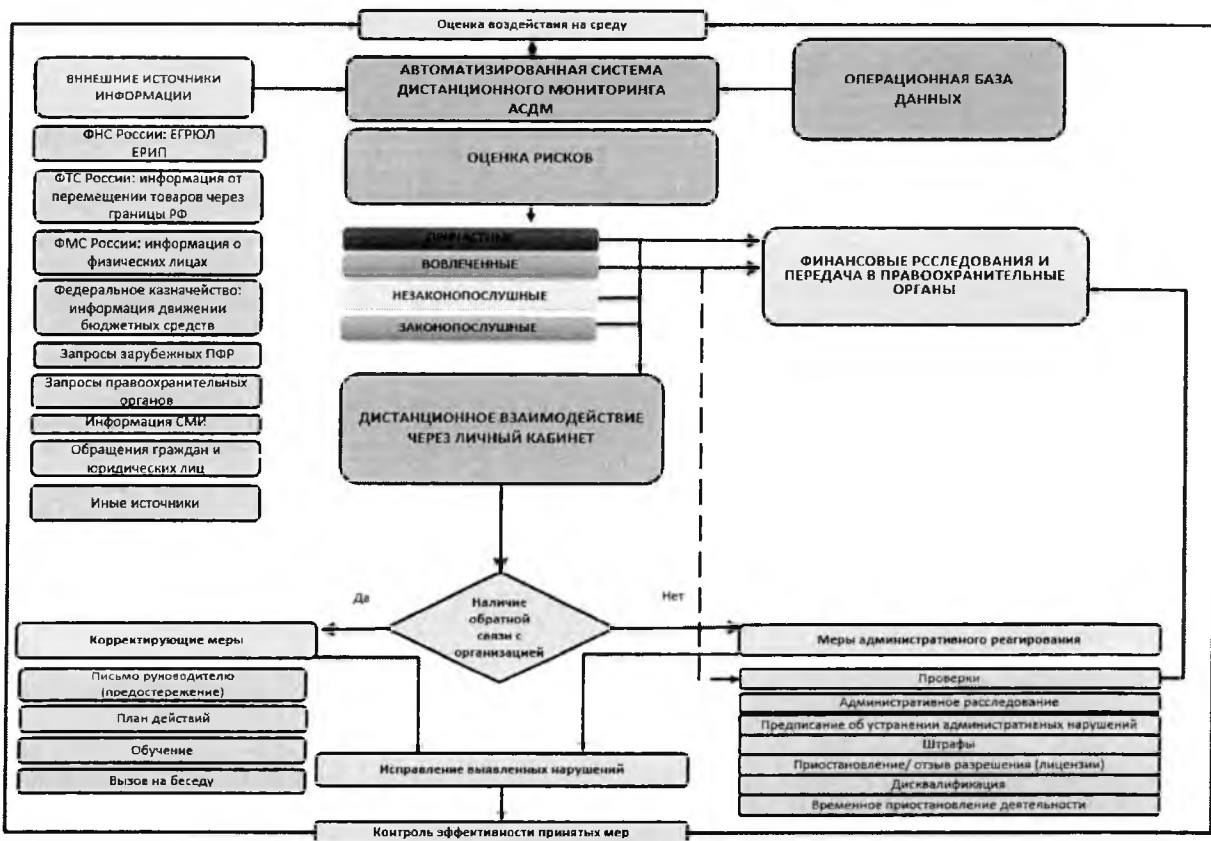 Оценка воздействия на среду
ВННЕШНИЕ ИСТОЧНИКИ
ИНФОРМАЦИИ
ФНС России: ЕГРЮЛ
ЕРИП
ФТС России: информация от
перемещении товаров через
границы РФ
ФМС России: информация о
физических лицах
Федеральное казначейство:
информация движении
бюджетных средств
Запросы зарубежных ПФР
Запросы правоохранительных
органов
Информация СМИ
Обращения граждан и
юридических лиц
Иные источники
АВТОМАТИЗИРОВАННАЯ СИСТЕМА
ДИСТАНЦИОННОГО МОНИТОРИНГА
АСДМ
ОПЕРАЦИОННАЯ БАЗА
ДАННЫХ
ОЦЕНКА РИСКОВ
ПРИЧАСТНЫЕ
ВОВЛЕЧЕННЫЕ
НЕЗАКОНОПОСЛУШНЫЕ
ЗАКОНОПОСЛУШНЫЕ
ФИНАНСОВЫЕ РССЛЕДОВАНИЯ И
ПЕРЕДАЧА В ПРАВООХРАНИТЕЛЬНЫЕ
ОРГАНЫ
ДИСТАНЦИОННОЕ ВЗАИМОДЕЙСТВИЕ
ЧЕРЕЗ ЛИЧНЫЙ КАБИНЕТ
Да
Наличие
обратной
связи с
организацией
Нет
Корректирующие меры
Письмо руководителю
(предостережение)
План действий
Обучение
Вызов на беседу
Меры административного реагирования
Проверки
Административное расследование
Предписание об устранении административных нарушений
Штрафы
Приостановление/ отзыв разрешения (лицензии)
Дисквалификация
Временное приостановление деятельности
Исправление выявленных нарушений
Контроль эффективности принятых мер